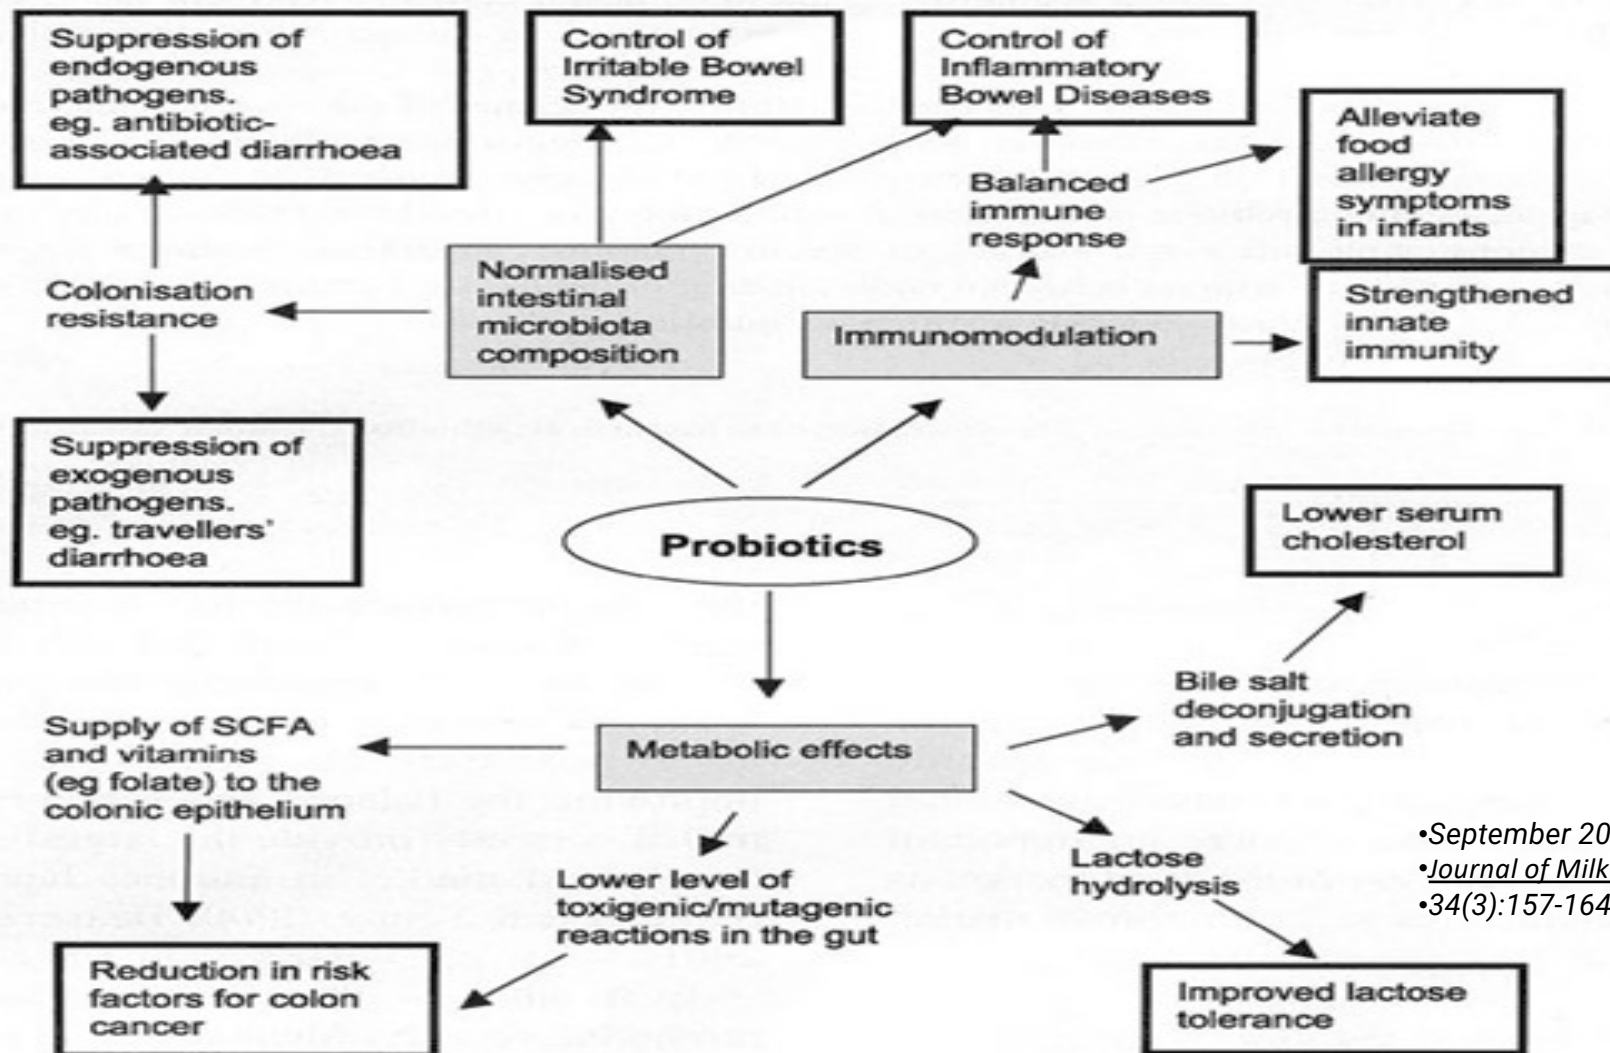 Suppression of
endogenous
pathogens.
eg. antibiotic-
associated diarrhoea
Control of
Irritable Bowel
Syndrome
Control of
Inflammatory
Bowel Diseases
Alleviate
food
allergy
symptoms
in infants
Balanced
immune
response
Normalised
intestinal
microbiota
composition
Colonisation
resistance
Immunomodulation
Strengthened
innate
immunity
Suppression of
exogenous
pathogens.
eg. travellers'
diarrhoea
Probiotics
Lower serum
cholesterol
Bile salt
deconjugation
and secretion
Supply of SCFA
and vitamins
(eg folate) to the
colonic epithelium
Metabolic effects
Lactose
hydrolysis
•September 20
•Journal of Milk
•34(3):157-164
Lower level of
toxigenic/mutagenic
reactions in the gut
Reduction in risk
factors for colon
cancer
Improved lactose
tolerance